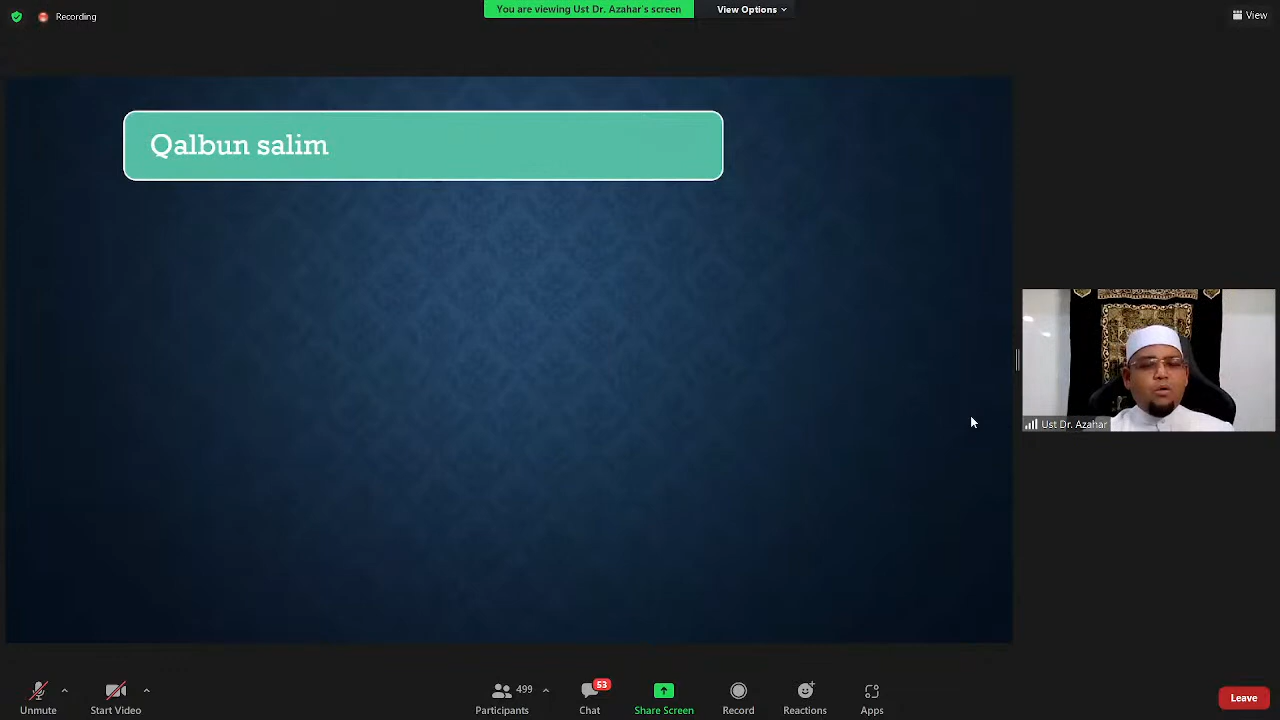 Recording
You are viewing Ust Dr. Azahar's screen
View Options
View
Qalbun salim
Ust Dr. Azahar
Unmute
Start Video
499
Participants
53
Chat
Share Screen
Record
Reactions
Apps
Leave